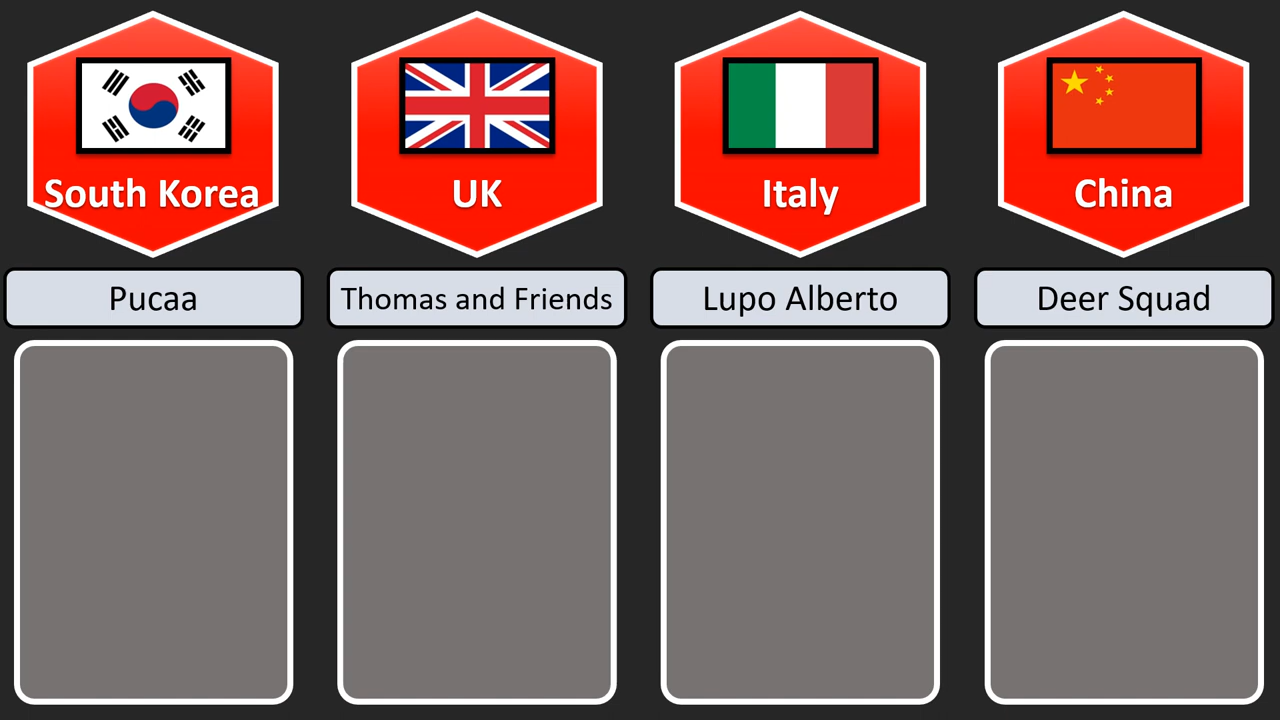 South Korea
UK
Italy
China
Pucaa
Thomas and Friends
Lupo Alberto
Deer Squad